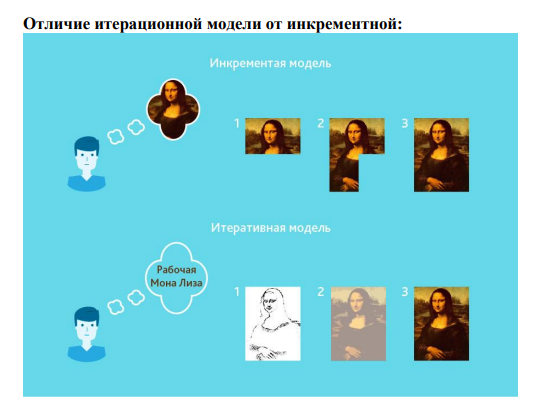 Отличие итерационной модели от инкрементной:
Инкрементая модель
1
2
3
Итеративная модель
Рабочая
Мона Лиза
1
2
3